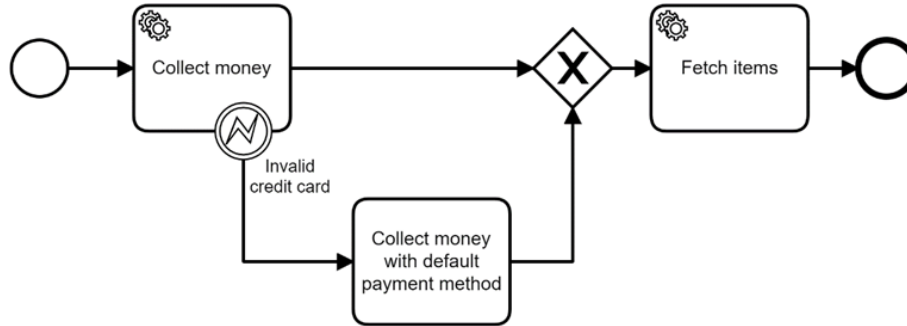 Collect money
Fetch items
Invalid
credit card
Collect money
with default
payment method